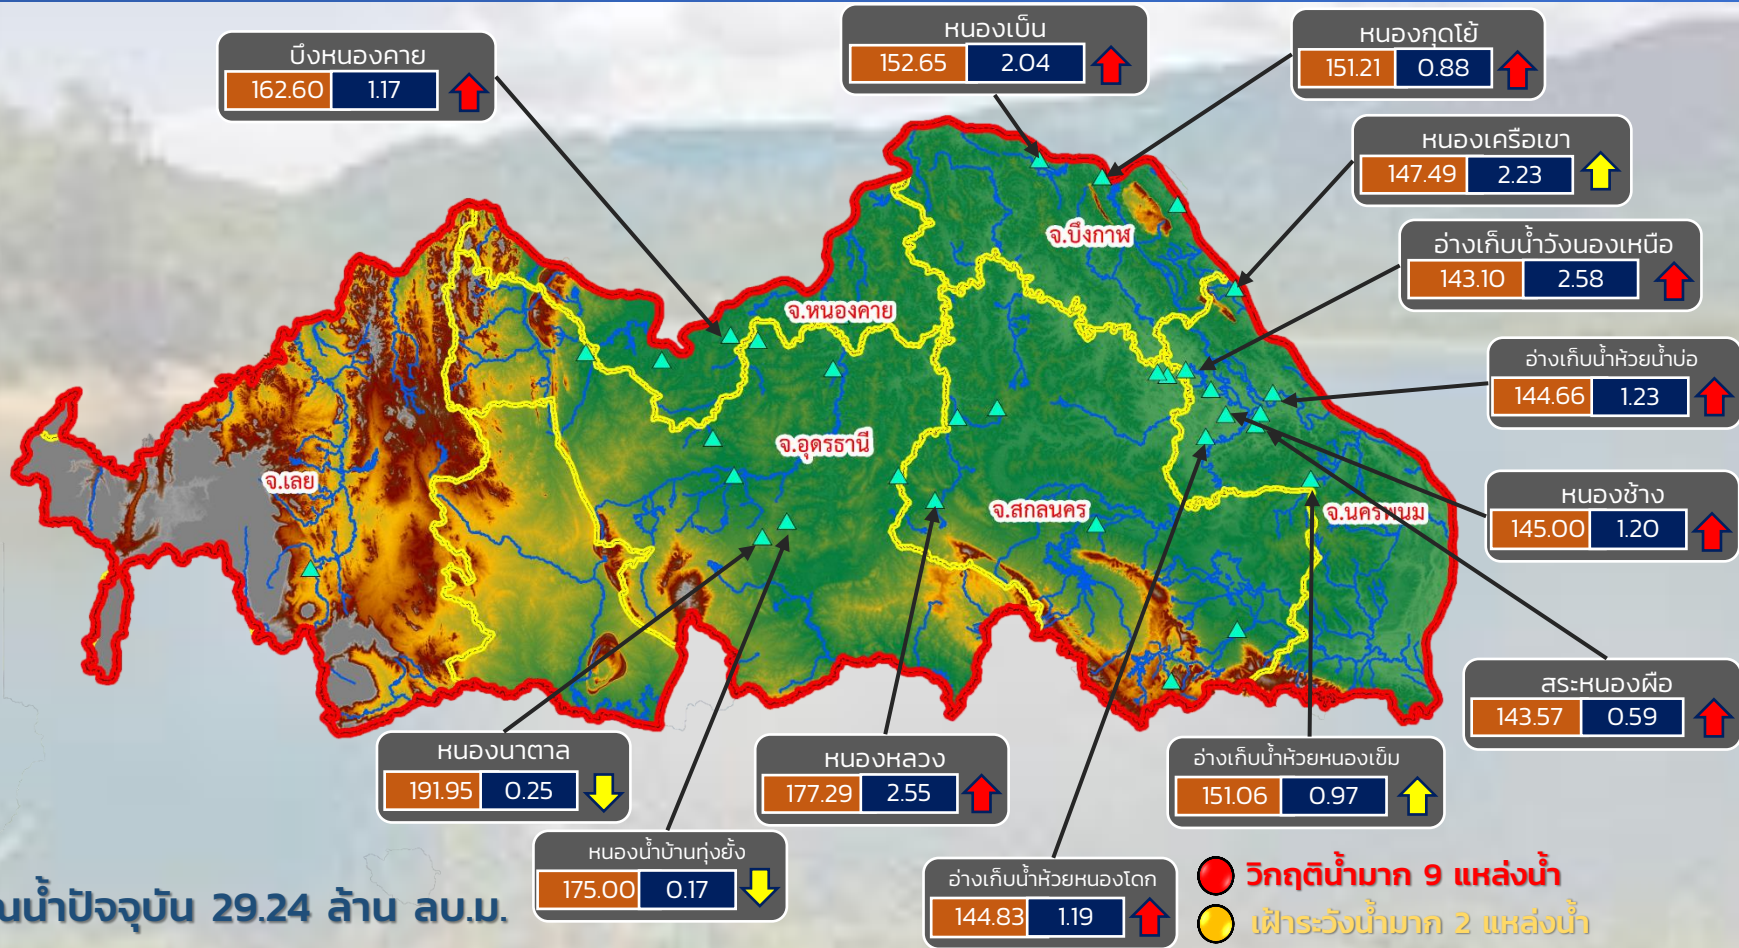 หนองเบ็น
152.65 2.04
หนองกุดโย้
151.21 0.88
บึงหนองคาย
162.60 1.17
หนองเครือเขา
147.49 2.23
จ.บึงกาฬ
อ่างเก็บน้ำวังนองเหนือ
143.10 2.58
จ.หนองคาย
อ่างเก็บน้ำห้วยน้ำบ่อ
144.66 1.23
จ.อุดรธานี
จ.เลย
จ.สกลนคร
จ.นครพนม
หนองช้าง
145.00 1.20
สระหนองผือ
143.57 0.59
หนองนาตาล
191.95 0.25
หนองหลวง
177.29 2.55
อ่างเก็บน้ำห้วยหนองเข็ม
151.06 0.97
หนองน้ำบ้านทุ่งยั้ง
175.00 0.17
อ่างเก็บน้ำห้วยหนองโดก
144.83 1.19
ณน้ำปัจจุบัน 29.24 ล้าน ลบ.ม.
วิกฤติน้ำมาก 9 แหล่งน้ำ
เฝ้าระวังน้ำมาก 2 แหล่งน้ำ